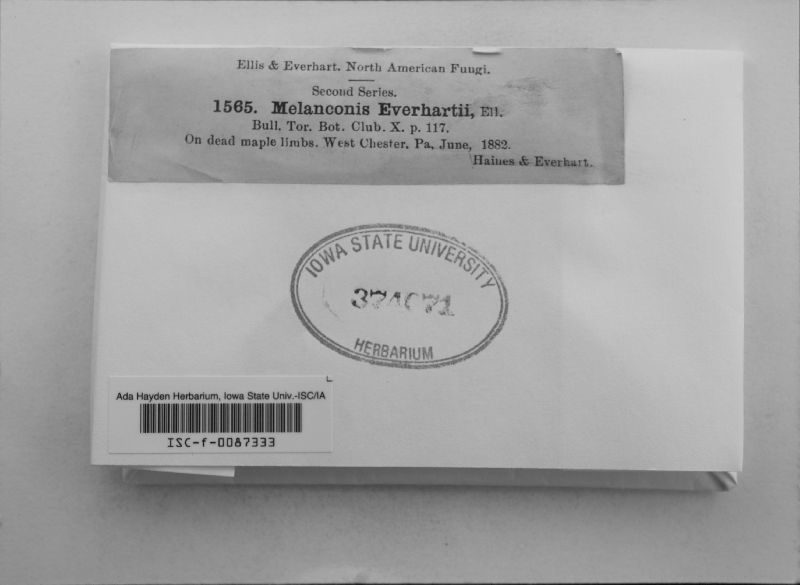 Ellis & Everhart. North American Fungi.
Second Series.
1565. Melanconis Everhartii, Ell.
Bull. Tor. Bot. Club. X. p. 117.
On dead maple limbs. West Chester, Pa, June, 1882.
Haines & Everhart.
IOWA STATE UNIVERSITY
HERBARIUM
Ada Hayden Herbarium, Iowa State Univ.-ISC/IA
ISC-f-0087333